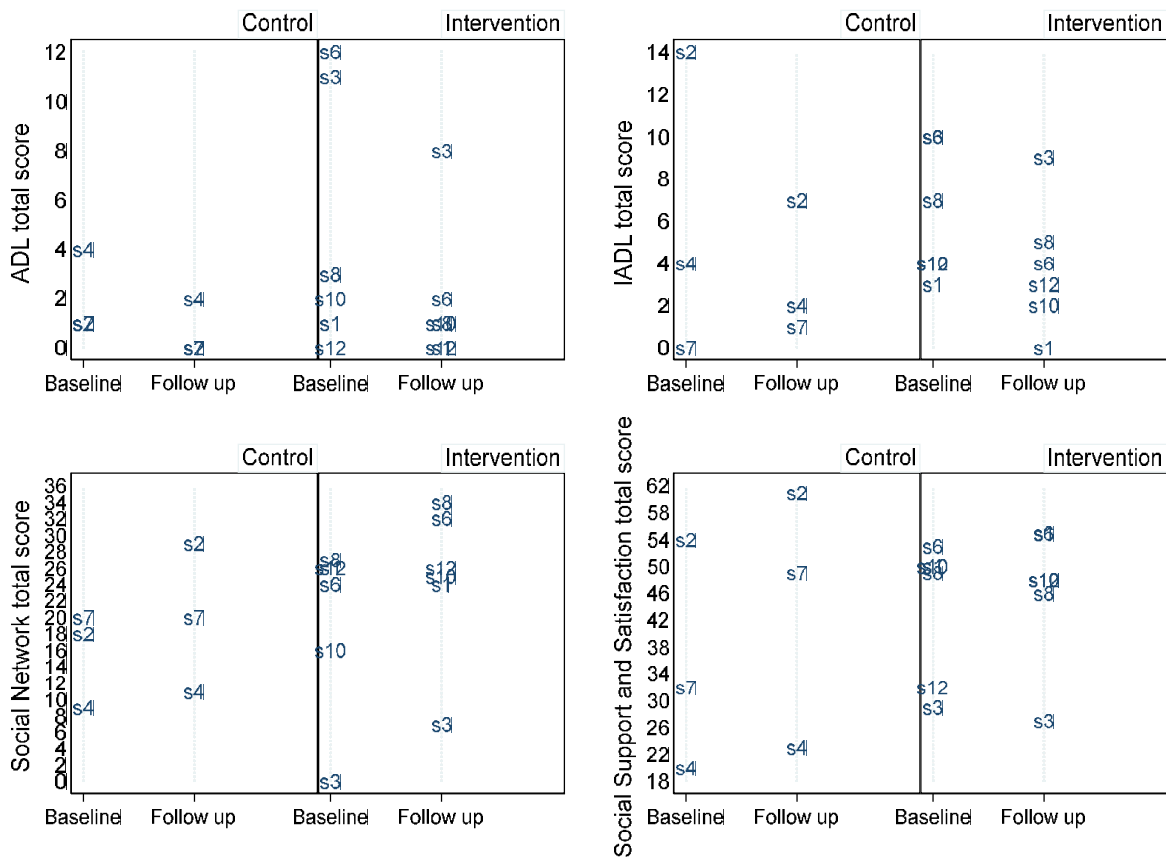 Control
Intervention
ADL total score
12
10
8
6
4
2
0
s6
s3
s3
s4
s8
s4
s10
s6
s1
s12
Baseline
Follow up
Baseline
Follow up
Control
Intervention
IADL total score
14
12
10
8
6
4
2
0
s2
s3
s2
s8
s8
s4
s6
s1
s12
s4
s10
s7
s7
s1
Baseline
Follow up
Baseline
Follow up
Control
Intervention
Social Network total score
36
34
32
30
28
26
24
22
20
18
16
14
12
10
8
6
4
2
0
s8
s6
s2
s8
s12
s6
s10
s1
s7
s7
s2
s10
s4
s4
s3
s3
Baseline
Follow up
Baseline
Follow up
Control
Intervention
Social Support and Satisfaction total score
62
58
54
50
46
42
38
34
30
26
22
18
s2
s2
s6
s7
s8
s8
s7
s12
s3
s3
s4
s4
Baseline
Follow up
Baseline
Follow up